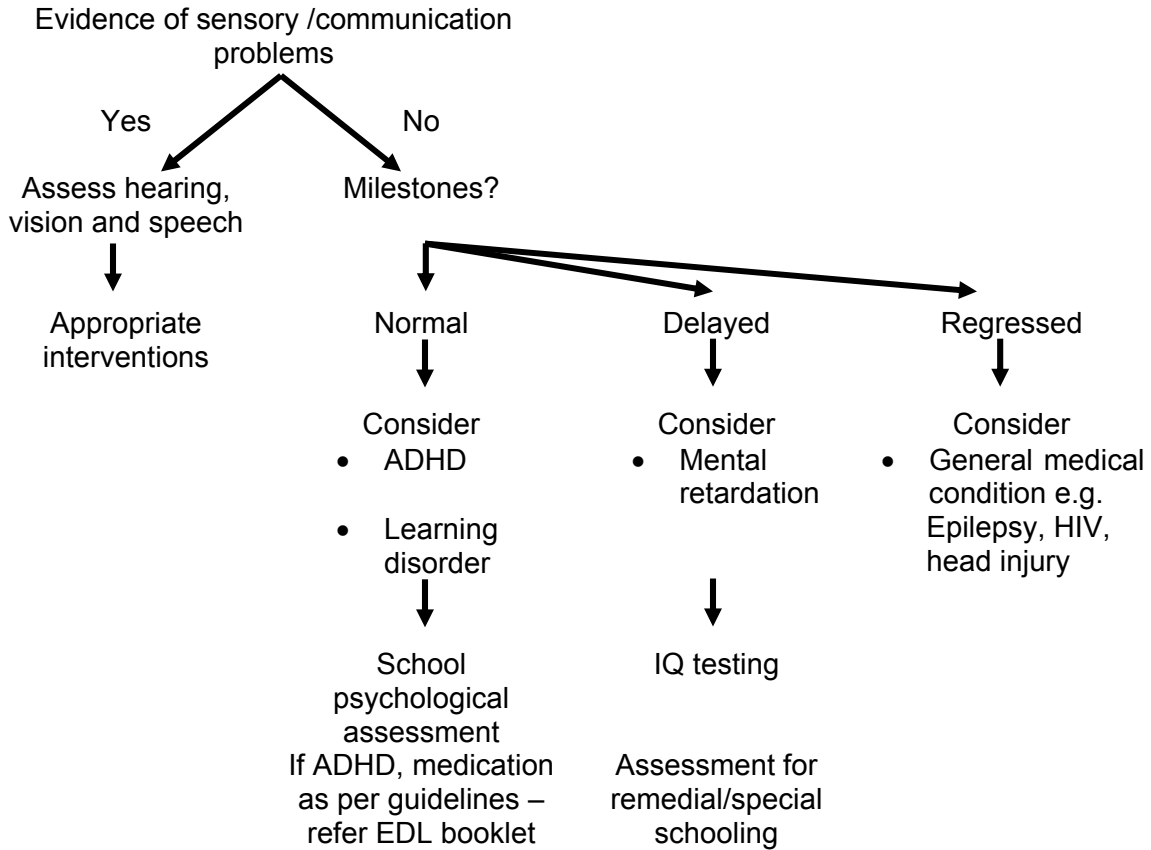 Evidence of sensory /communication
problems
Yes
No
Assess hearing,
vision and speech
Milestones?
Appropriate
interventions
Normal
Delayed
Regressed
Consider
• ADHD
• Learning
disorder
Consider
• Mental
retardation
Consider
• General medical
condition e.g.
Epilepsy, HIV,
head injury
School
psychological
assessment
If ADHD, medication
as per guidelines –
refer EDL booklet
IQ testing
Assessment for
remedial/special
schooling